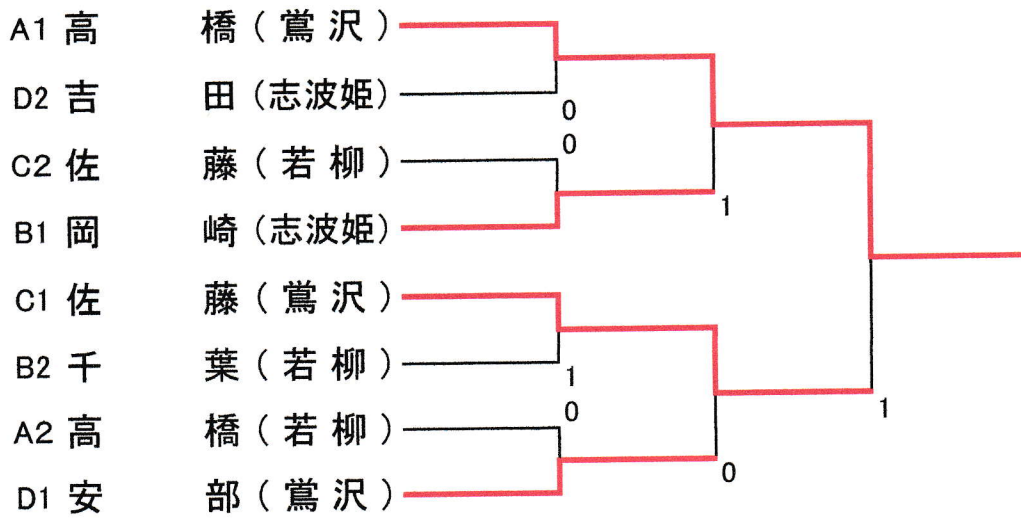 A1 高 橋 ( 鶯 沢 )
D2 吉 田 (志波姫)
0
0
C2 佐 藤 ( 若 柳 )
1
B1 岡 崎 (志波姫)
C1 佐 藤 ( 鶯 沢 )
B2 千 葉 ( 若 柳 )
1
1
0
A2 高 橋 ( 若 柳 )
0
D1 安 部 ( 鶯 沢 )